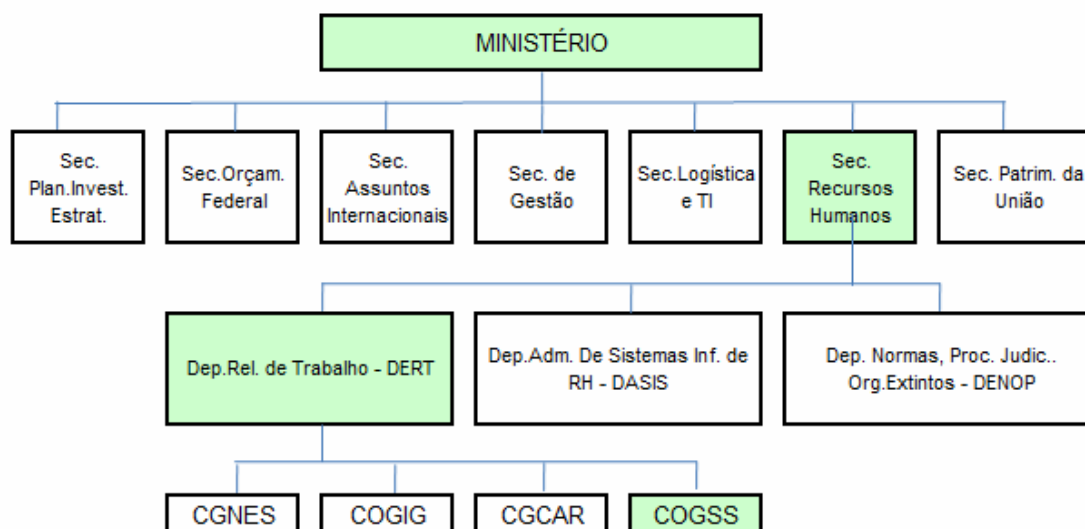 MINISTÉRIO
Sec.
Plan.Invest.
Estrat.
Sec.Orçam.
Federal
Sec.
Assuntos
Internacionais
Sec. de
Gestão
Sec.Logística
e TI
Sec.
Recursos
Humanos
Sec. Patrim. da
União
Dep.Rel. de Trabalho - DERT
Dep.Adm. De Sistemas Inf. de
RH - DASIS
Dep. Normas, Proc. Judic..
Org.Extintos - DENOP
CGNES
COGIG
CGCAR
COGSS